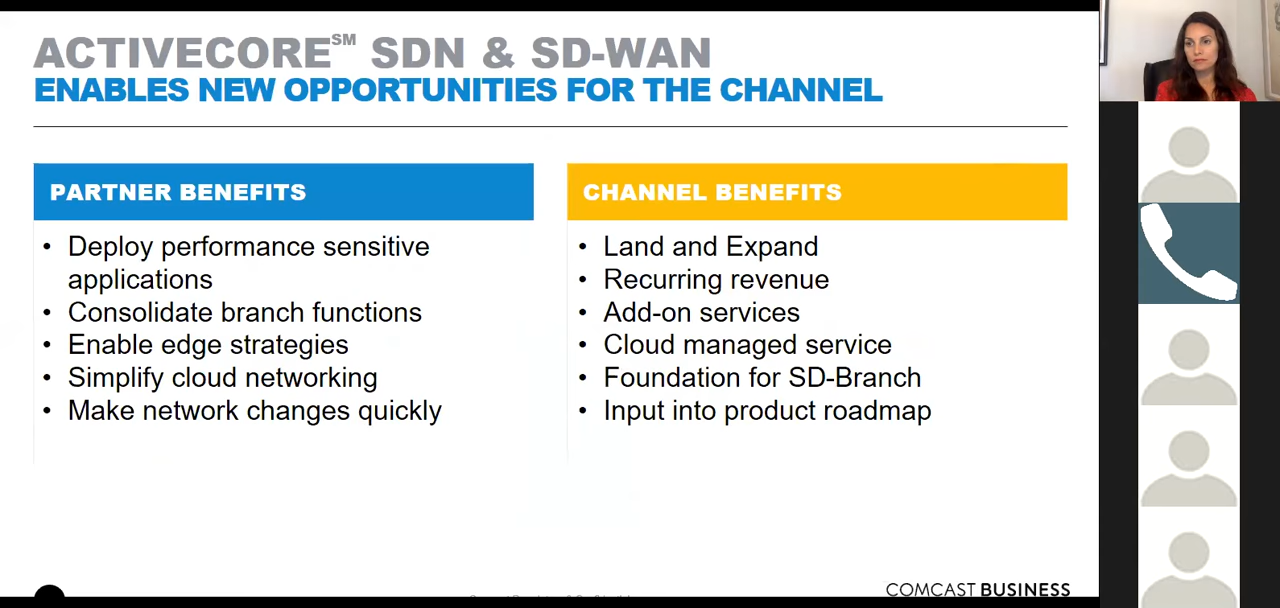 ACTIVECORE℠ SDN & SD-WAN
ENABLES NEW OPPORTUNITIES FOR THE CHANNEL
PARTNER BENEFITS
• Deploy performance sensitive
applications
• Consolidate branch functions
• Enable edge strategies
• Simplify cloud networking
• Make network changes quickly
CHANNEL BENEFITS
• Land and Expand
• Recurring revenue
• Add-on services
• Cloud managed service
• Foundation for SD-Branch
• Input into product roadmap
COMCAST BUSINESS